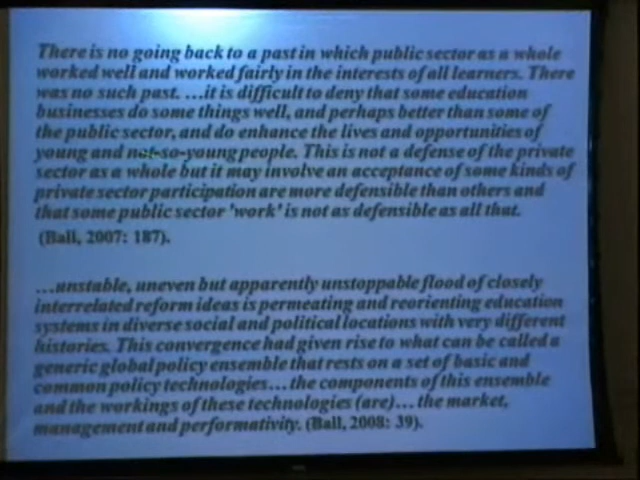 There is no going back to a past in which public sector as a whole
worked well and worked fairly in the interests of all learners. There
was no such past. ...it is difficult to deny that some education
businesses do some things well, and perhaps better than some of
the public sector, and do enhance the lives and opportunities of
young and not-so-young people. This is not a defense of the private
sector as a whole but it may involve an acceptance of some kinds of
private sector participation are more defensible than others and
that some public sector 'work' is not as defensible as all that.
(Ball, 2007: 187).
...unstable, uneven but apparently unstoppable flood of closely
interrelated reform ideas is permeating and reorienting education
systems in diverse social and political locations with very different
histories. This convergence had given rise to what can be called a
generic global policy ensemble that rests on a set of basic and
common policy technologies... the components of this ensemble
and the workings of these technologies (are)... the market,
management and performativity. (Ball, 2008: 39).